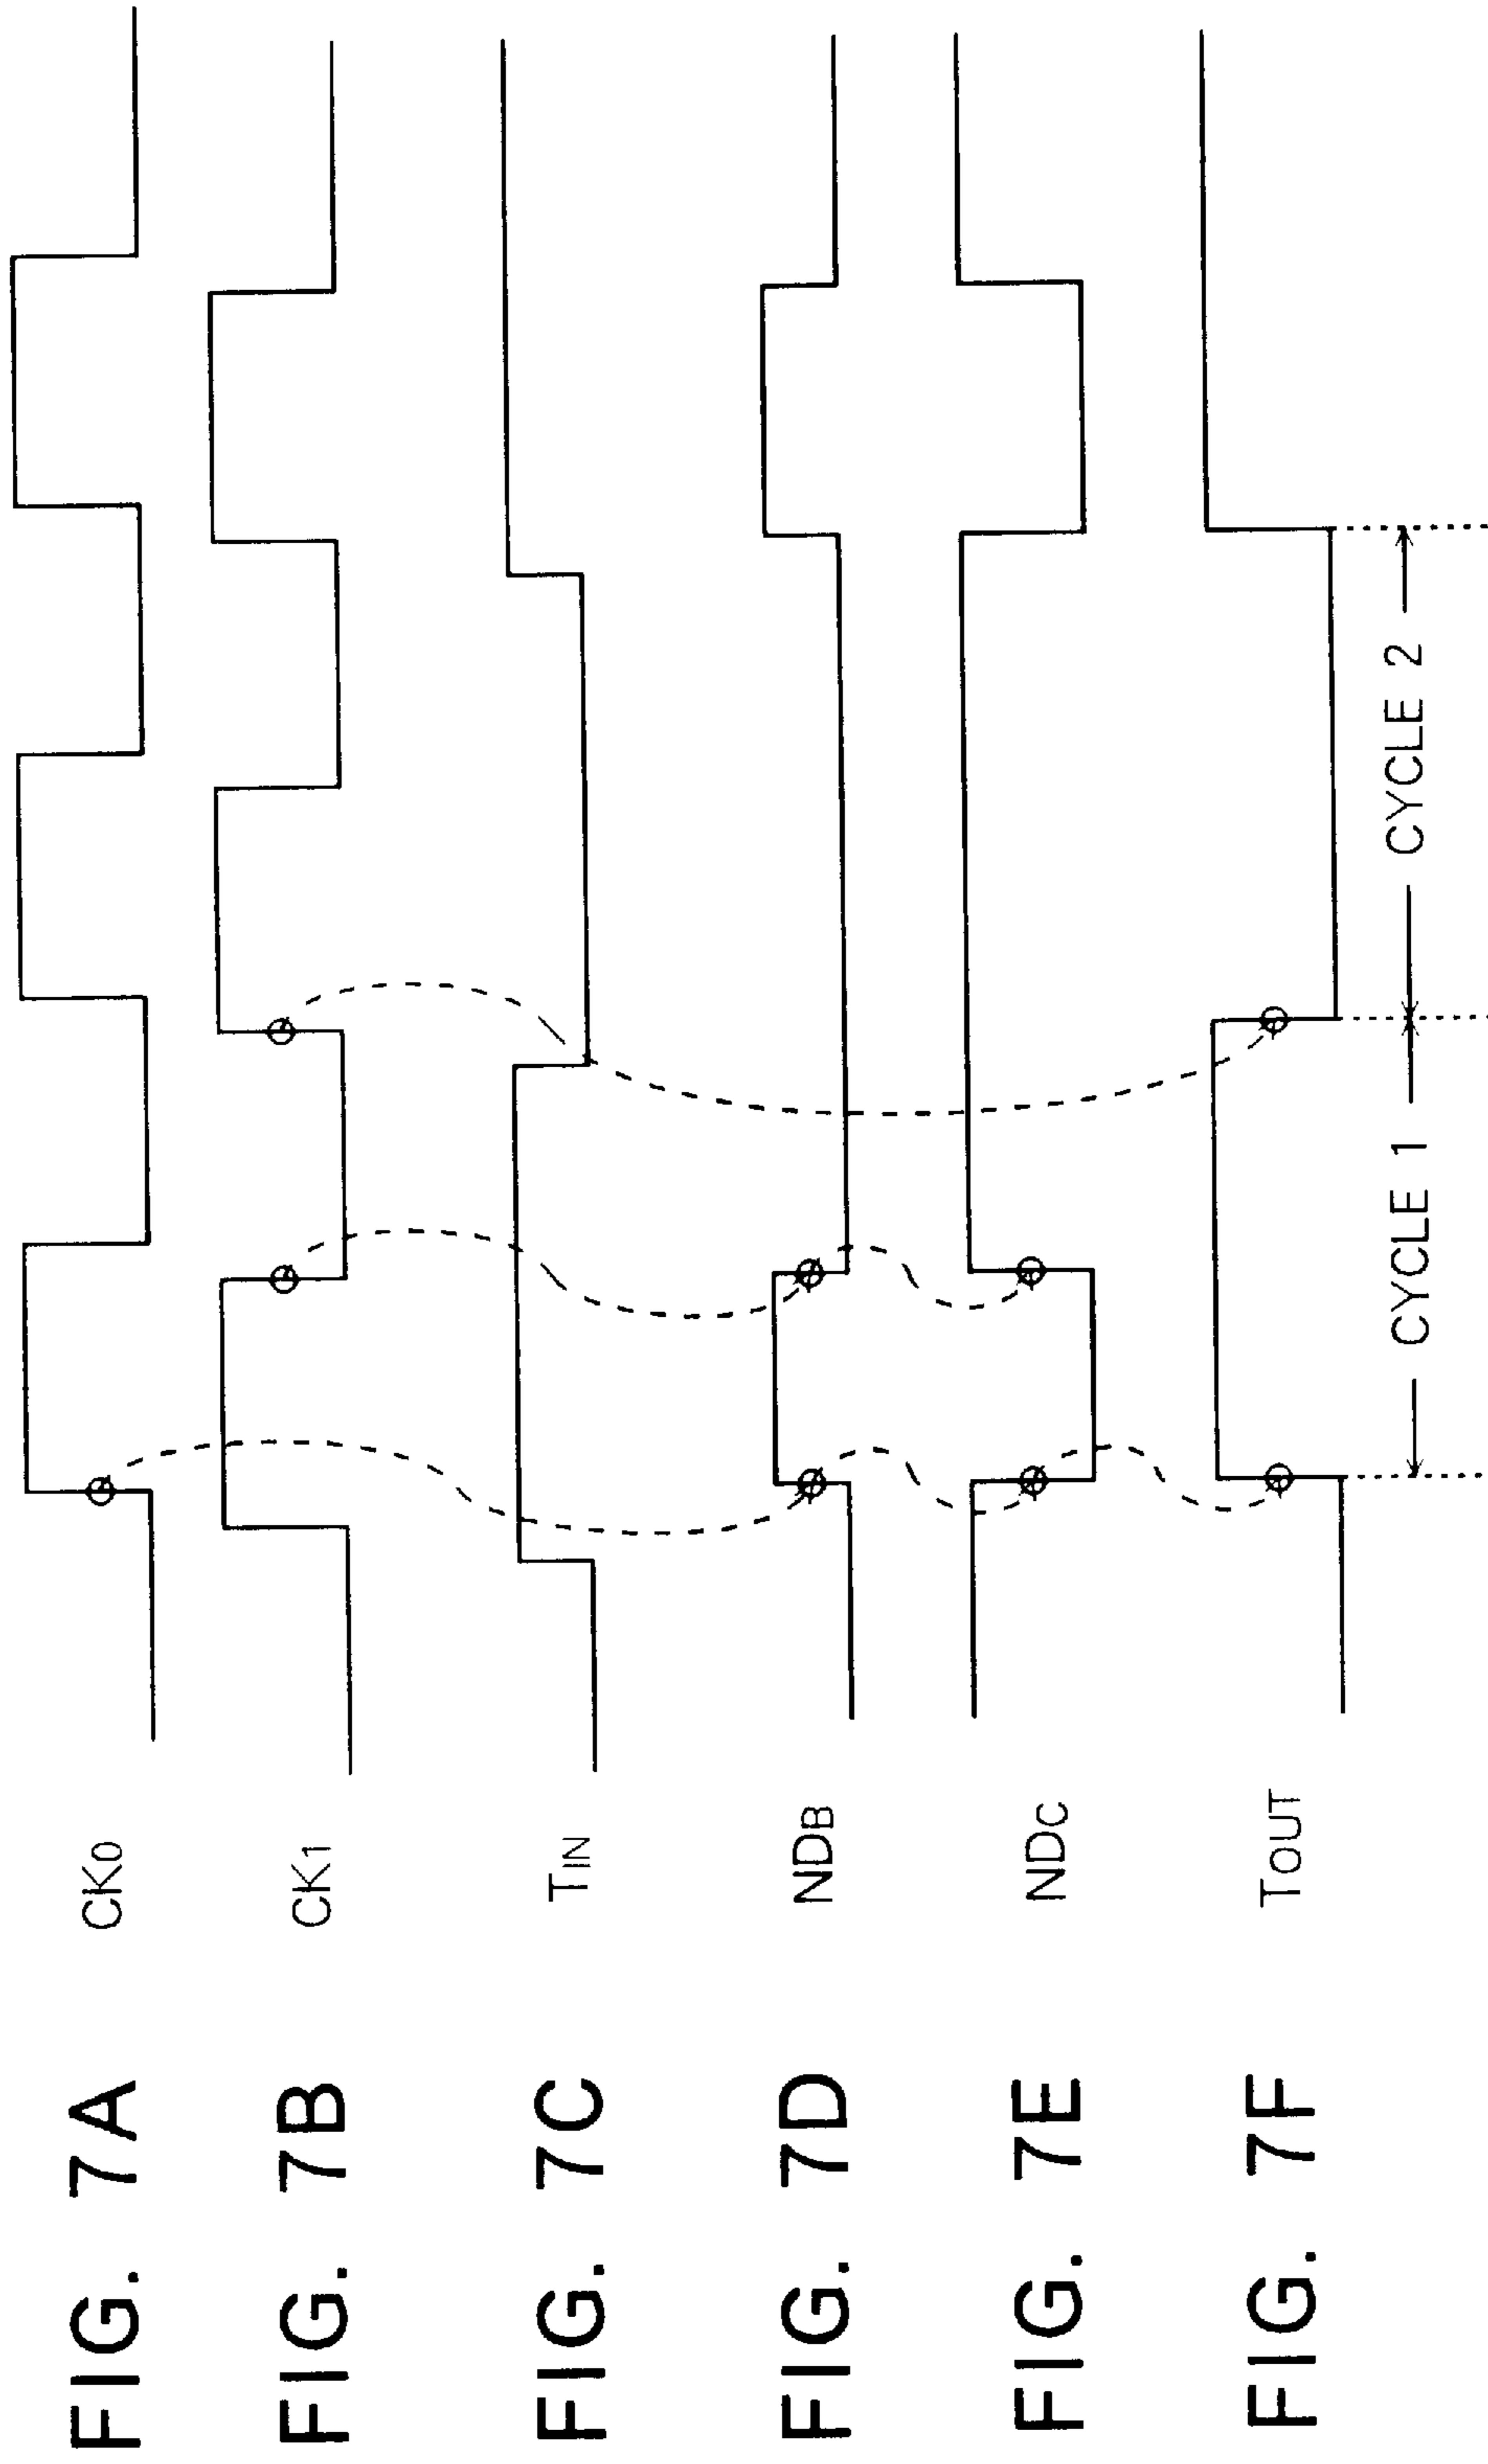 FIG. 7A CK0
FIG. 7B CK1
FIG. 7C TIN
FIG. 7D NDB
FIG. 7E NDC
FIG. 7F TOUT
CYCLE 1 CYCLE 2